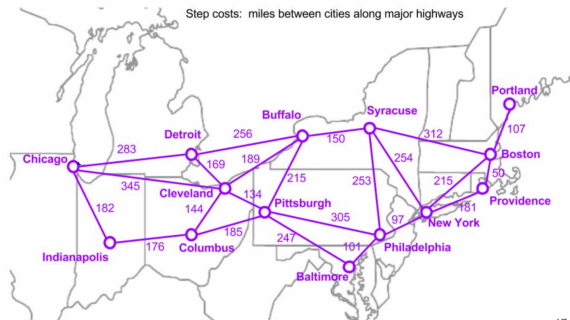 Step costs: miles between cities along major highways
Portland
Syracuse
Buffalo
107
Detroit
256
150
312
283
189
Boston
Chicago
169
254
50
345
215
253
215
Cleveland
134
Pittsburgh
181
Providence
182
144
305
97
New York
185
247
176
Columbus
101
Philadelphia
Indianapolis
Baltimore